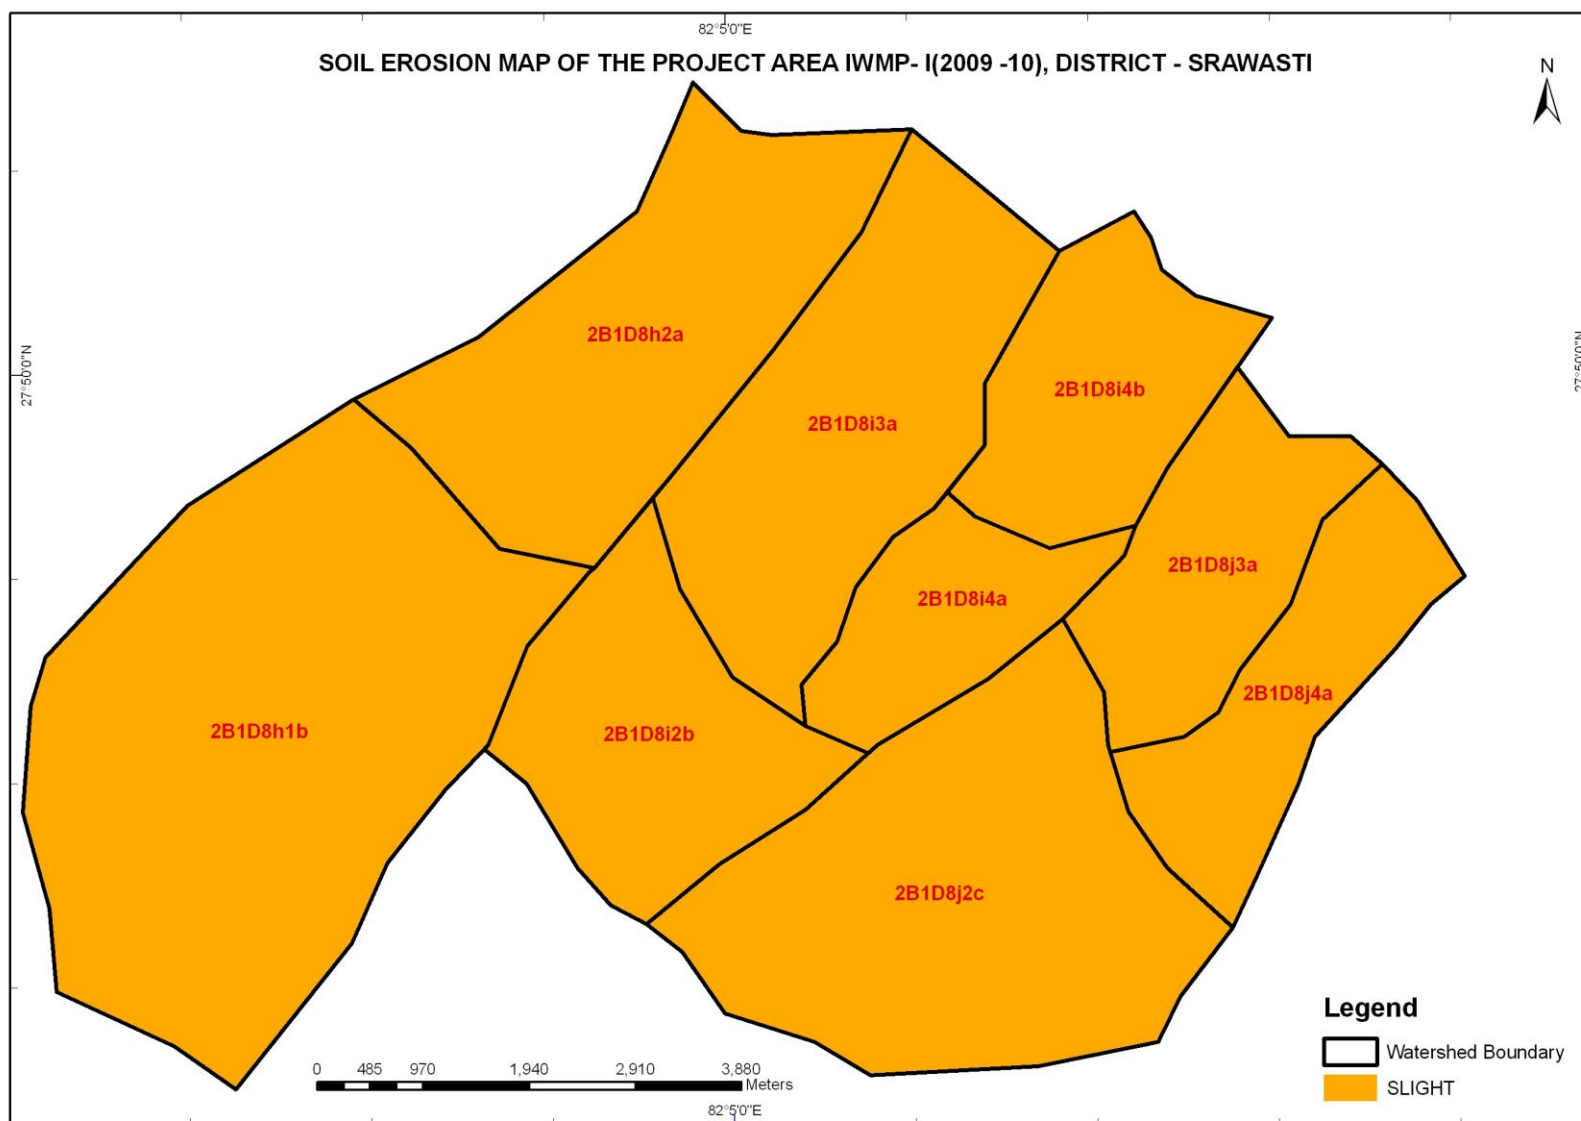 82°5'0"E
SOIL EROSION MAP OF THE PROJECT AREA IWMP- I(2009 -10), DISTRICT - SRAWASTI
N
2B1D8h2a
27°50'0"N
27°50'0"N
2B1D8i4b
2B1D8i3a
2B1D8j3a
2B1D8i4a
2B1D8j4a
2B1D8h1b
2B1D8i2b
2B1D8j2c
Legend
Watershed Boundary
SLIGHT
0 485 970 1,940 2,910 3,880
Meters
82°5'0"E